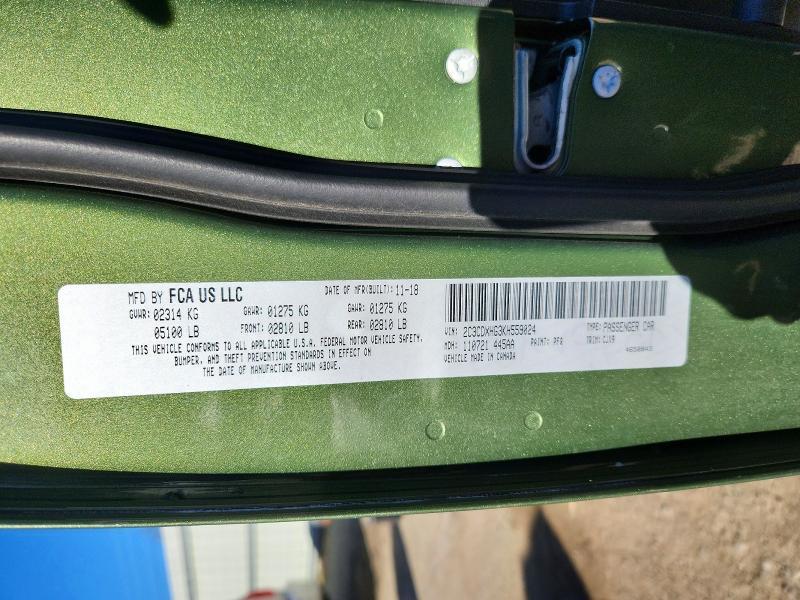 MFD BY FCA US LLC DATE OF MFR(BUILT): 11-18
GVWR: 02314 KG GAWR: 01275 KG GAWR: 01275 KG
05100 LB FRONT: 02810 LB REAR: 02810 LB
THIS VEHICLE CONFORMS TO ALL APPLICABLE U.S.A. FEDERAL MOTOR VEHICLE SAFETY,
BUMPER, AND THEFT PREVENTION STANDARDS IN EFFECT ON
THE DATE OF MANUFACTURE SHOWN ABOVE.
VIN: 2C3CDXHG3KH559024 TYPE: PASSENGER CAR
MDH: 110721 445AA PAINT: PFQ TRIM: CJX9
VEHICLE MADE IN CANADA